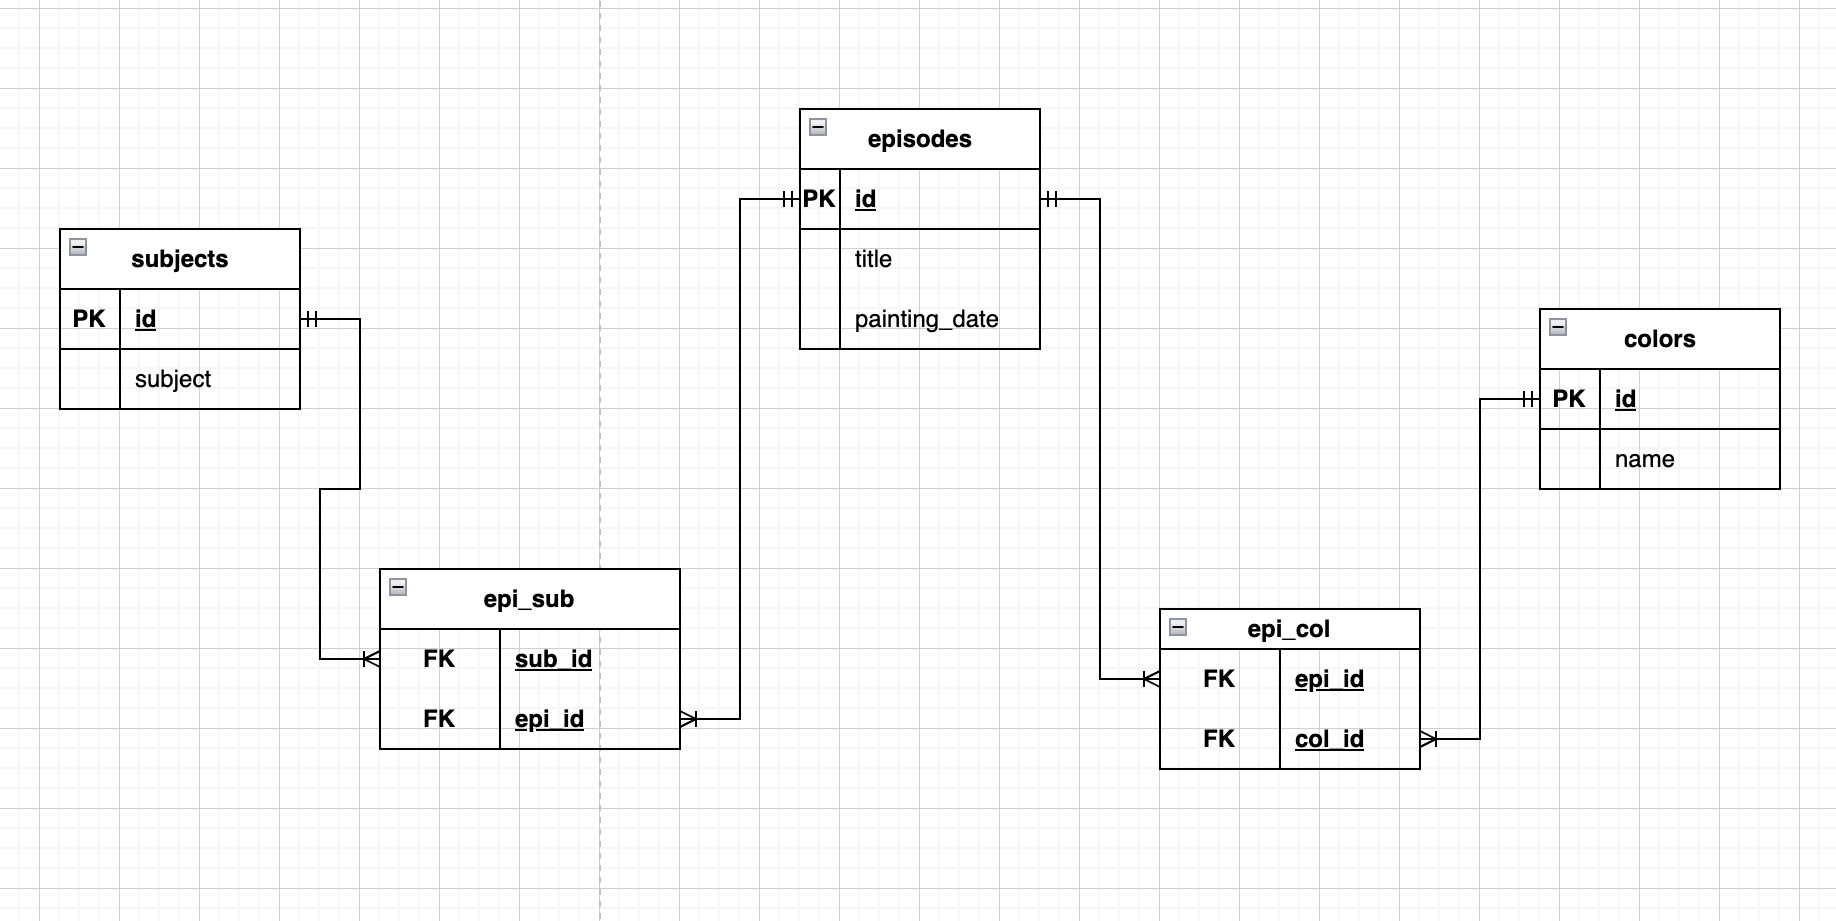 subjects
PK id
subject
epi_sub
FK sub_id
FK epi_id
episodes
PK id
title
painting_date
epi_col
FK epi_id
FK col_id
colors
PK id
name